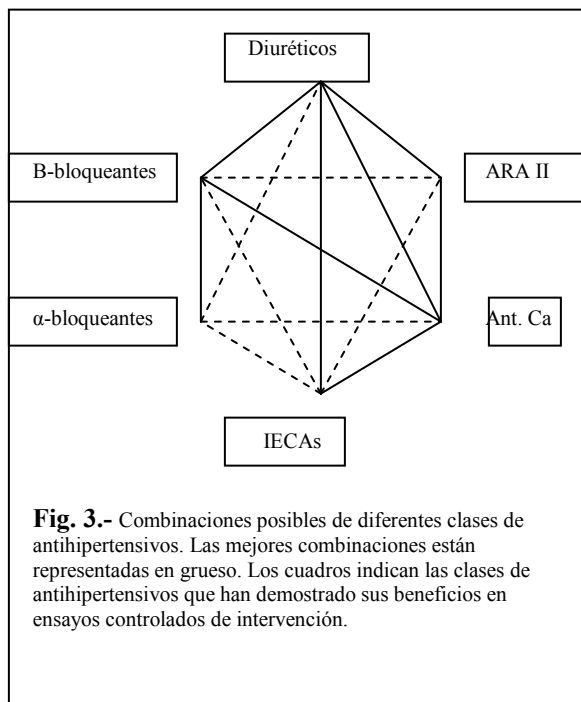 Diuréticos
B-bloqueantes
ARA II
α-bloqueantes
Ant. Ca
IECAs
Fig. 3.- Combinaciones posibles de diferentes clases de
antihipertensivos. Las mejores combinaciones están
representadas en grueso. Los cuadros indican las clases de
antihipertensivos que han demostrado sus beneficios en
ensayos controlados de intervención.